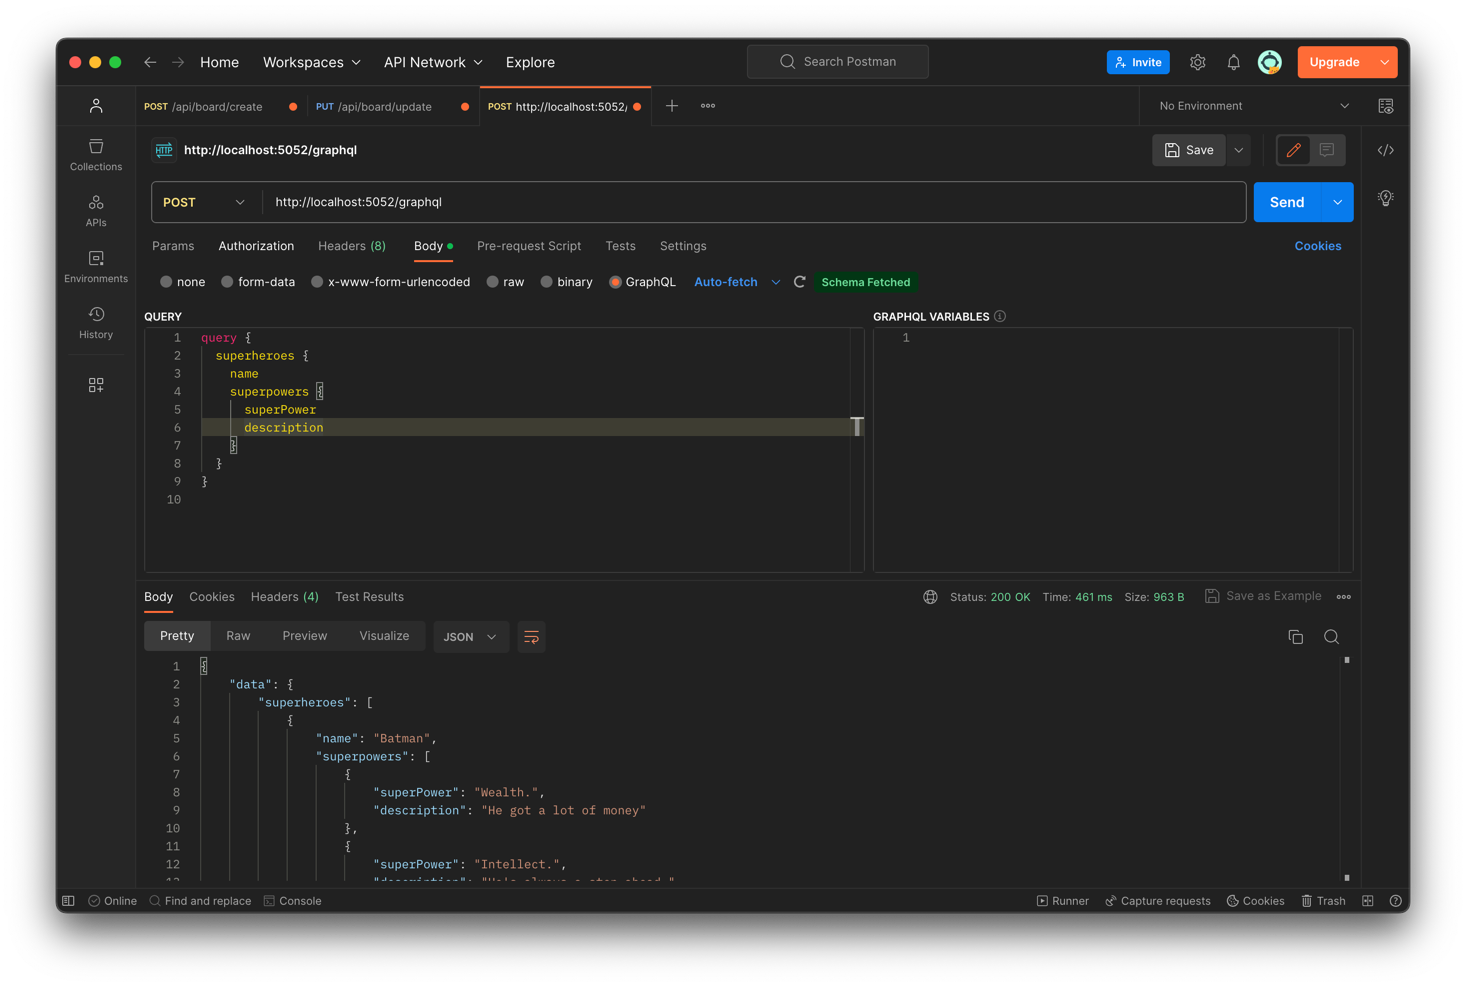 Home
Workspaces
API Network
Explore
Search Postman
Invite
Upgrade
POST /api/board/create
PUT /api/board/update
POST http://localhost:5052/
No Environment
Collections
APIs
Environments
History
HTTP
http://localhost:5052/graphql
Save
POST
http://localhost:5052/graphql
Send
Params
Authorization
Headers (8)
Body
Pre-request Script
Tests
Settings
Cookies
none
form-data
x-www-form-urlencoded
raw
binary
GraphQL
Auto-fetch
Schema Fetched
QUERY
1 query {
2 superheroes {
3 name
4 superpowers {
5 superPower
6 description
7 }
8 }
9 }
10
GRAPHQL VARIABLES
1
Body
Cookies
Headers (4)
Test Results
Status: 200 OK
Time: 461 ms
Size: 963 B
Save as Example
Pretty
Raw
Preview
Visualize
JSON
1 {
2 "data": {
3 "superheroes": [
4 {
5 "name": "Batman",
6 "superpowers": [
7 {
8 "superPower": "Wealth.",
9 "description": "He got a lot of money"
10 },
11 {
12 "superPower": "Intellect.",
13 "description": "He's always a step ahead."
Online
Find and replace
Console
Runner
Capture requests
Cookies
Trash